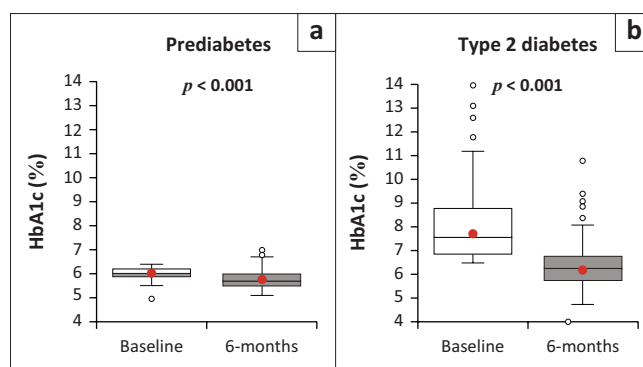 a
Prediabetes
p < 0.001
HbA1c (%)
14
13
12
11
10
9
8
7
6
5
4
Baseline
6-months
b
Type 2 diabetes
p < 0.001
HbA1c (%)
14
13
12
11
10
9
8
7
6
5
4
Baseline
6-months